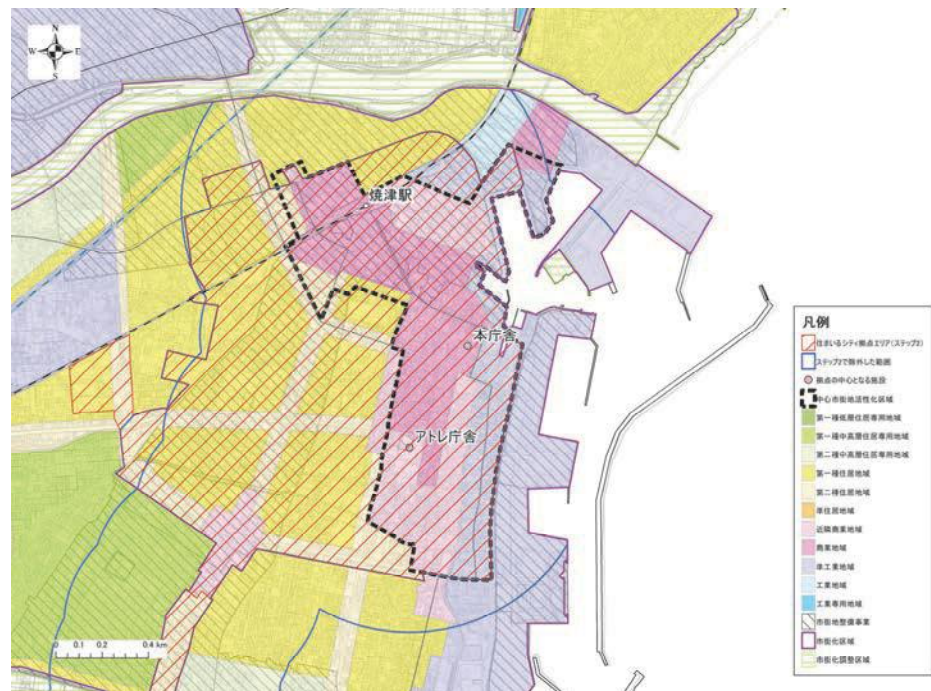 N
W
E
S
焼津駅
本庁舎
アトレ庁舎
0 0.1 0.2 0.4 km
凡例
住まいるシティ拠点エリア(ステップ2)
ステップ2で除外した範囲
拠点の中心となる施設
中心市街地活性化区域
第一種低層住居専用地域
第一種中高層住居専用地域
第二種中高層住居専用地域
第一種住居地域
第二種住居地域
準住居地域
近隣商業地域
商業地域
準工業地域
工業地域
工業専用地域
市街地整備事業
市街化区域
市街化調整区域